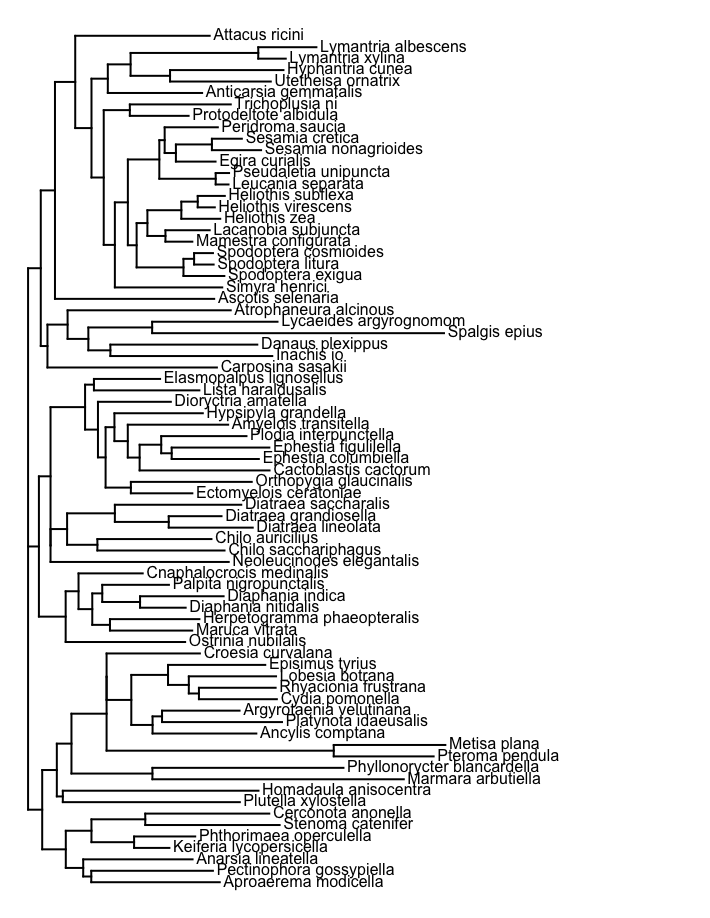 Attacus ricini
Lymantria albescens
Lymantria xylina
Hyphantria cunea
Utetheisa ornatrix
Anticarsia gemmatalis
Trichoplusia ni
Protodeltote albidula
Peridroma saucia
Sesamia cretica
Sesamia nonagrioides
Egira curialis
Pseudaletia unipuncta
Leucania separata
Heliothis subflexa
Heliothis virescens
Heliothis zea
Lacanobia subjuncta
Mamestra configurata
Spodoptera cosmioides
Spodoptera litura
Spodoptera exigua
Simyra henrici
Ascotis selenaria
Atrophaneura alcinous
Lycaeides argyrognomom
Spalgis epius
Danaus plexippus
Inachis io
Carposina sasakii
Elasmopalpus lignosellus
Lista haraldusalis
Dioryctria amatella
Hypsipyla grandella
Amyelois transitella
Plodia interpunctella
Ephestia figulilella
Ephestia columbiella
Cactoblastis cactorum
Orthopygia glaucinalis
Ectomyelois ceratoniae
Diatraea saccharalis
Diatraea grandiosella
Diatraea lineolata
Chilo auricilius
Chilo sacchariphagus
Neoleucinodes elegantalis
Cnaphalocrocis medinalis
Palpita nigropunctalis
Diaphania indica
Diaphania nitidalis
Herpetogramma phaeopteralis
Maruca vitrata
Ostrinia nubilalis
Croesia curvalana
Episimus tyrius
Lobesia botrana
Rhyacionia frustrana
Cydia pomonella
Argyrotaenia velutinana
Platynota idaeusalis
Ancylis comptana
Metisa plana
Pteroma pendula
Phyllonorycter blancardella
Marmara arbutiella
Homadaula anisocentra
Plutella xylostella
Cerconota anonella
Stenoma catenifer
Phthorimaea operculella
Keiferia lycopersicella
Anarsia lineatella
Pectinophora gossypiella
Aproaerema modicella